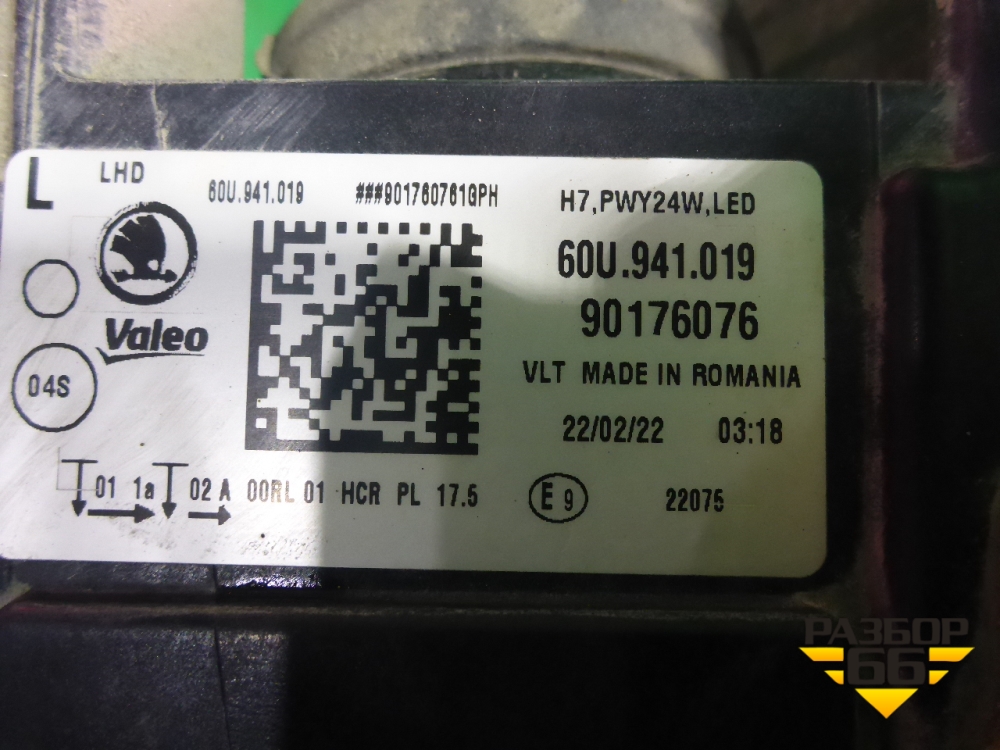 L LHD
60U.941.019 ###901760761GPH H7,PWY24W,LED
60U.941.019
90176076
Valeo
VLT MADE IN ROMANIA
04S
22/02/22 03:18
01 1a 02 A 00RL 01 HCR PL 17.5 E 9 22075
РАЗБОР
66